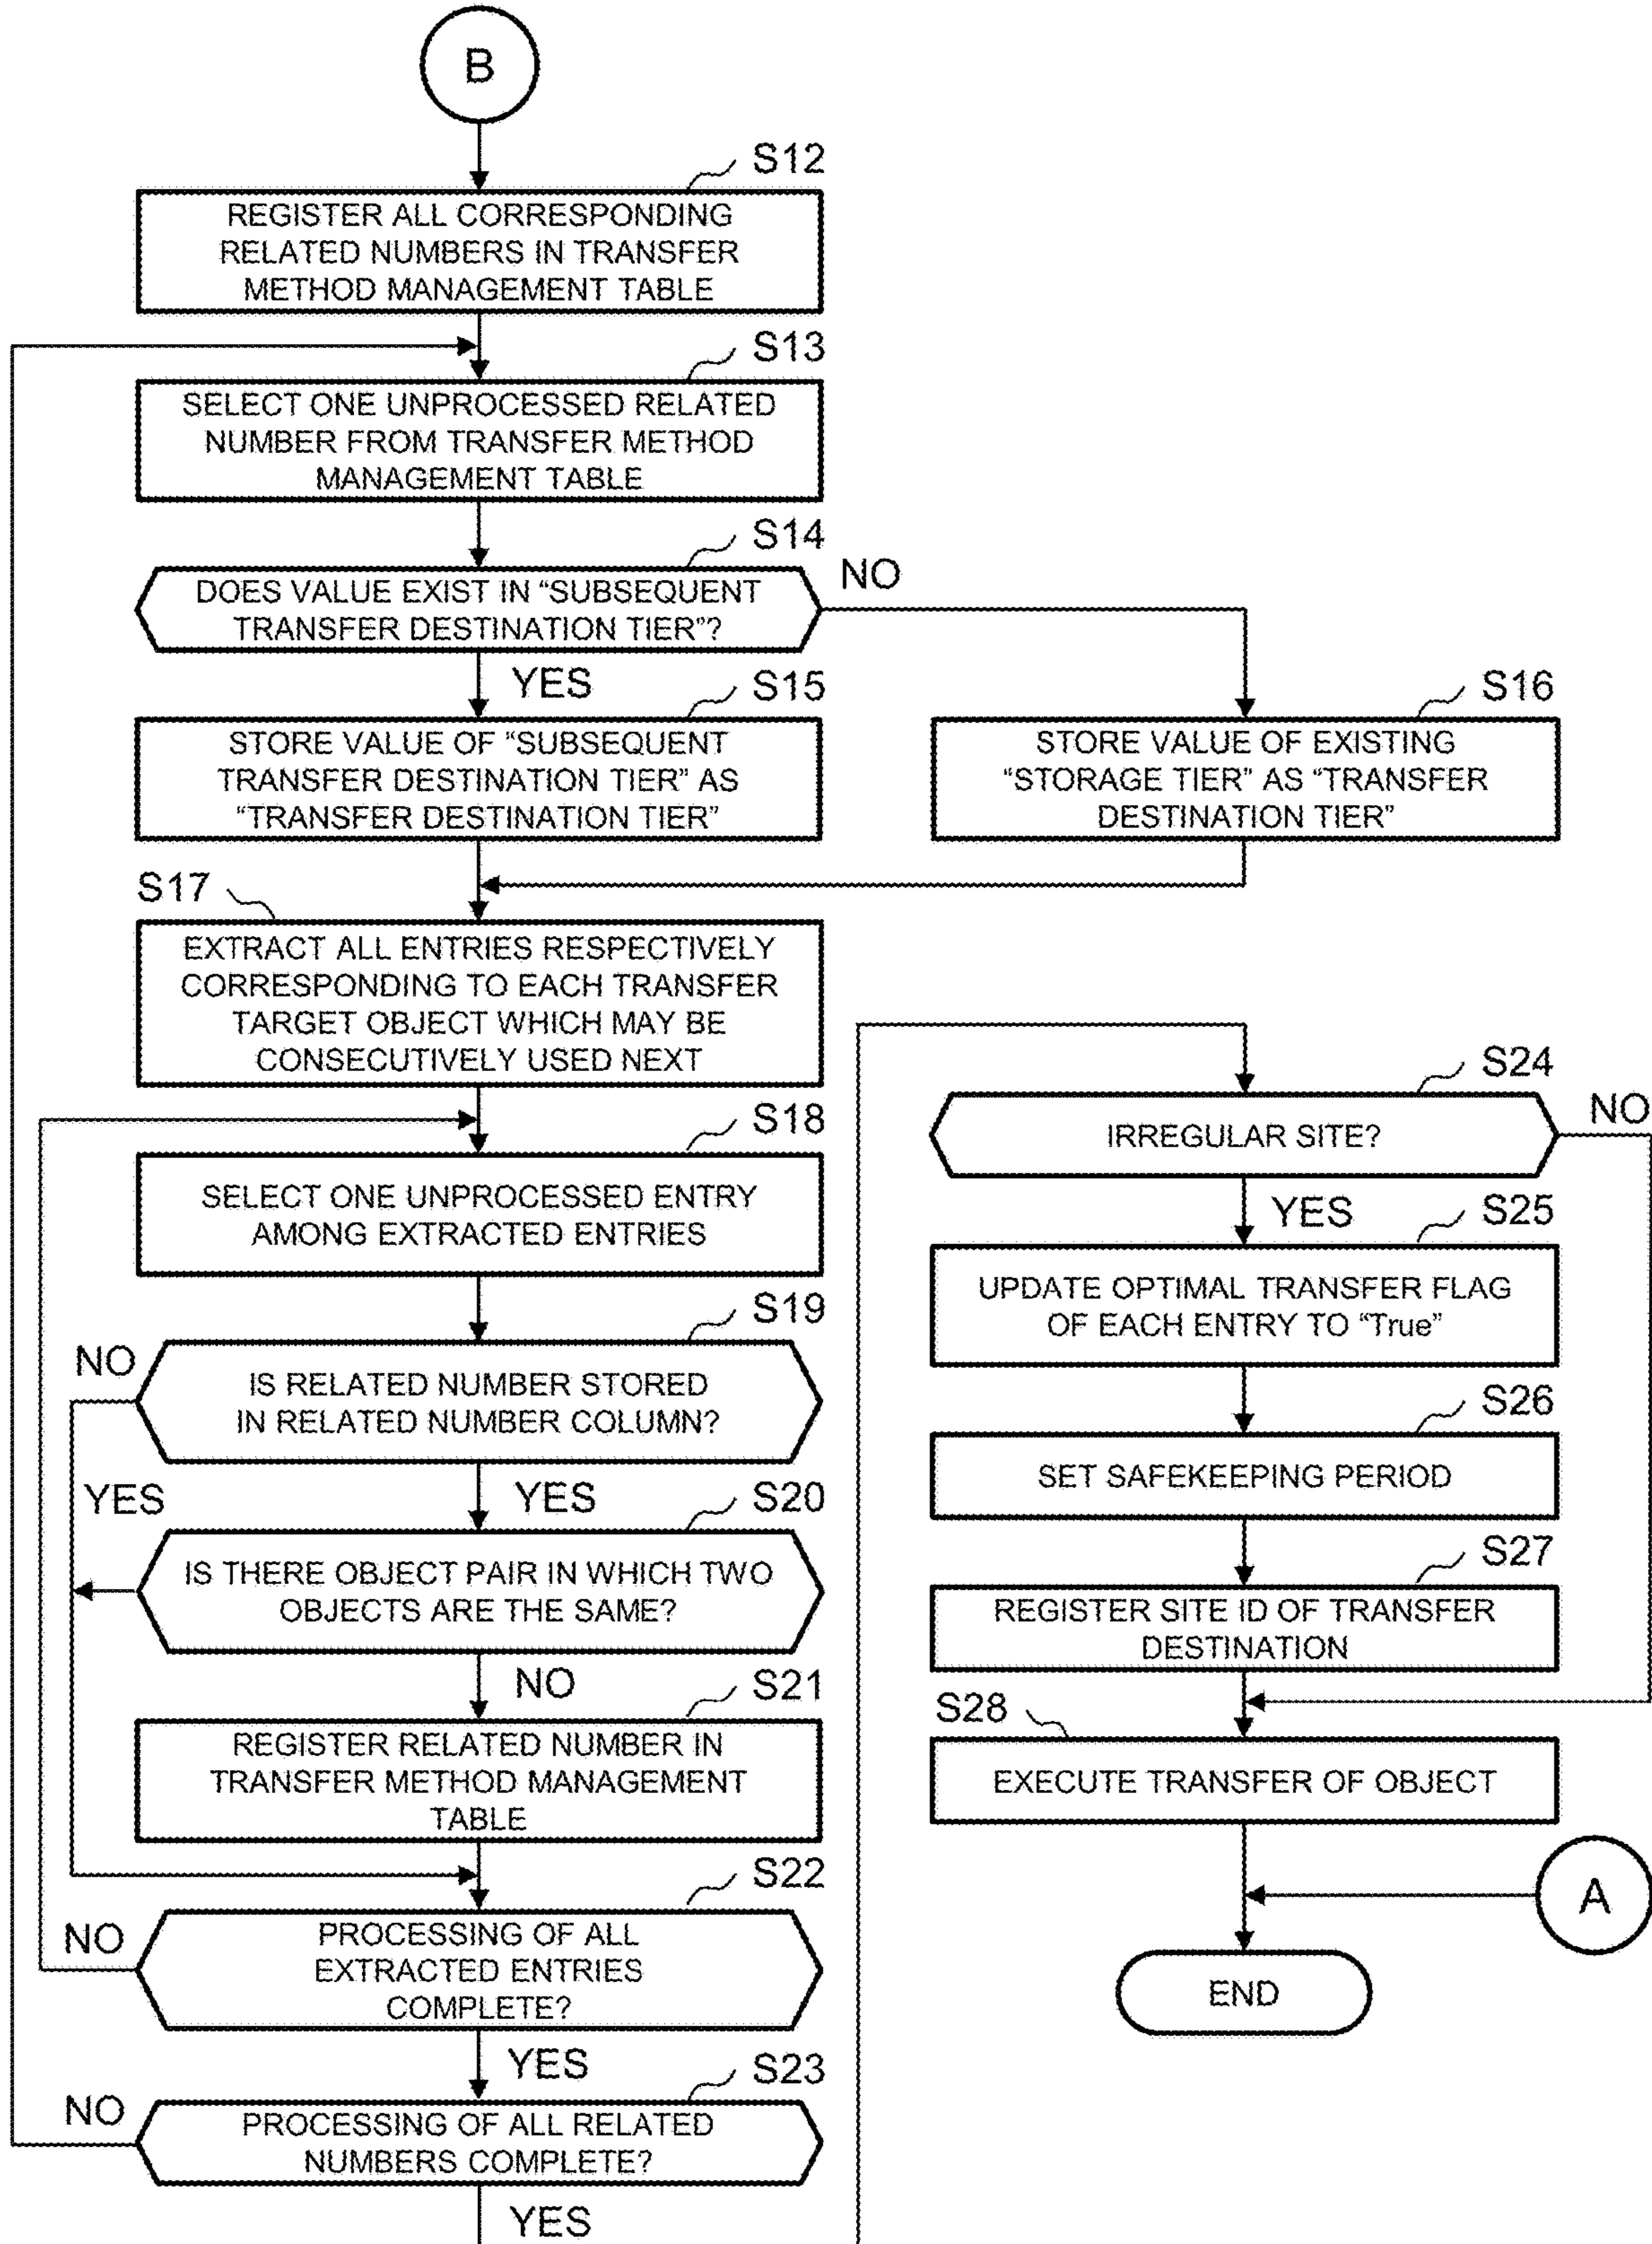 B
S12
REGISTER ALL CORRESPONDING
RELATED NUMBERS IN TRANSFER
METHOD MANAGEMENT TABLE
S13
SELECT ONE UNPROCESSED RELATED
NUMBER FROM TRANSFER METHOD
MANAGEMENT TABLE
S14
DOES VALUE EXIST IN “SUBSEQUENT
TRANSFER DESTINATION TIER”?
NO
YES
S15
STORE VALUE OF “SUBSEQUENT
TRANSFER DESTINATION TIER” AS
“TRANSFER DESTINATION TIER”
S16
STORE VALUE OF EXISTING
“STORAGE TIER” AS “TRANSFER
DESTINATION TIER”
S17
EXTRACT ALL ENTRIES RESPECTIVELY
CORRESPONDING TO EACH TRANSFER
TARGET OBJECT WHICH MAY BE
CONSECUTIVELY USED NEXT
S18
SELECT ONE UNPROCESSED ENTRY
AMONG EXTRACTED ENTRIES
S19
NO
IS RELATED NUMBER STORED
IN RELATED NUMBER COLUMN?
YES
YES
S20
IS THERE OBJECT PAIR IN WHICH TWO
OBJECTS ARE THE SAME?
NO
S21
REGISTER RELATED NUMBER IN
TRANSFER METHOD MANAGEMENT
TABLE
S22
NO
PROCESSING OF ALL
EXTRACTED ENTRIES
COMPLETE?
YES
S23
NO
PROCESSING OF ALL RELATED
NUMBERS COMPLETE?
YES
S24
IRREGULAR SITE?
NO
YES
S25
UPDATE OPTIMAL TRANSFER FLAG
OF EACH ENTRY TO “True”
S26
SET SAFEKEEPING PERIOD
S27
REGISTER SITE ID OF TRANSFER
DESTINATION
S28
EXECUTE TRANSFER OF OBJECT
A
END